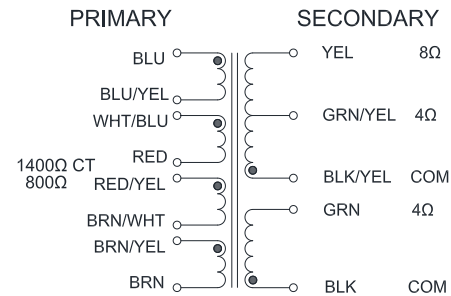 PRIMARY SECONDARY
BLU YEL 8Ω
BLU/YEL
WHT/BLU GRN/YEL 4Ω
RED
1400Ω CT
800Ω
RED/YEL BLK/YEL COM
BRN/WHT GRN 4Ω
BRN/YEL
BRN BLK COM